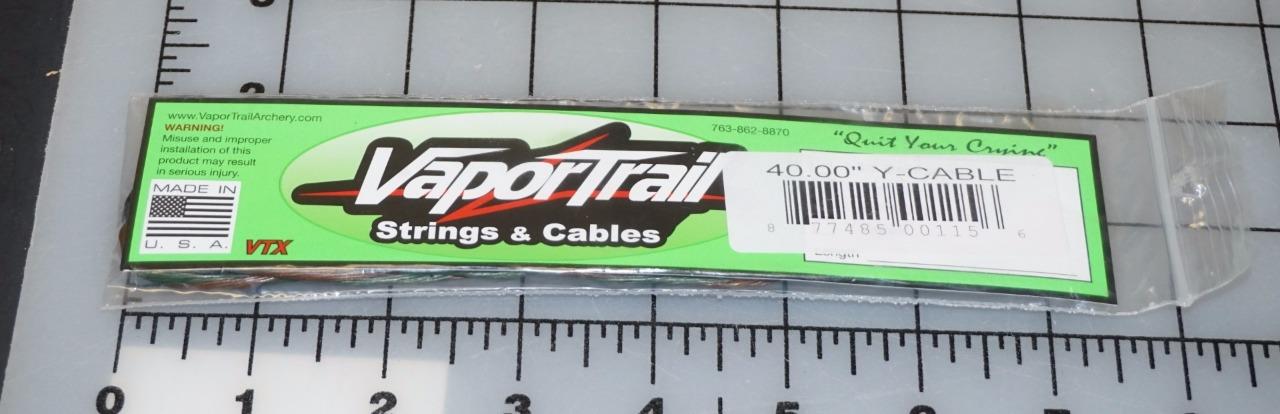 www.VaporTrailArchery.com
WARNING!
Misuse and improper
installation of this
product may result
in serious injury.
MADE IN
U. S. A.
VTX
VaporTrail
Strings & Cables
763-862-8870
"Quit Your Crying"
40.00" Y-CABLE
8 77485 00115 6
Length
0 1 2 3 4 5